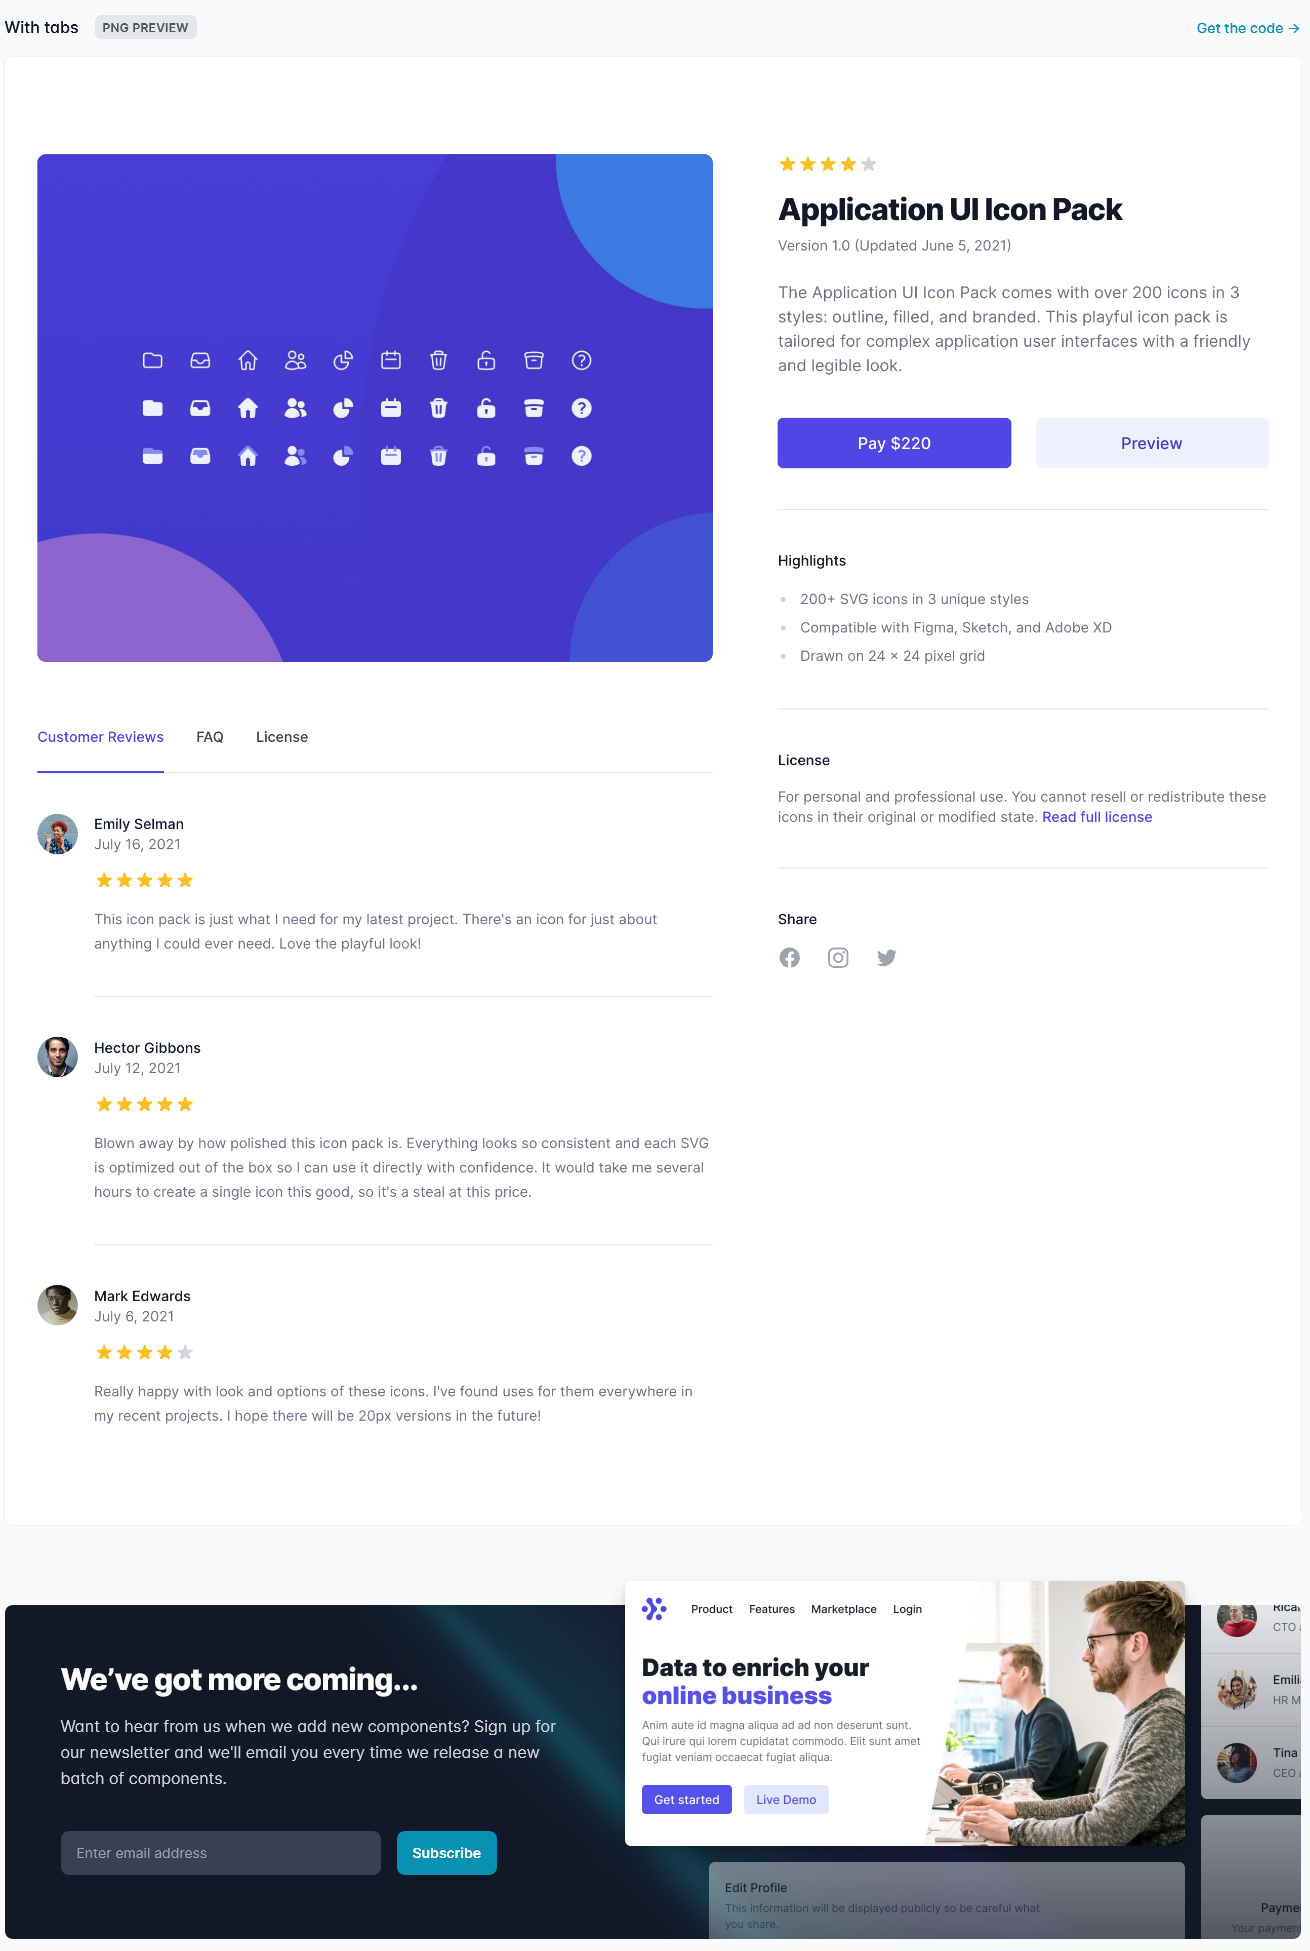 With tabs
PNG PREVIEW
Get the code →
Application UI Icon Pack
Version 1.0 (Updated June 5, 2021)
The Application UI Icon Pack comes with over 200 icons in 3
styles: outline, filled, and branded. This playful icon pack is
tailored for complex application user interfaces with a friendly
and legible look.
Pay $220
Preview
Highlights
• 200+ SVG icons in 3 unique styles
• Compatible with Figma, Sketch, and Adobe XD
• Drawn on 24 × 24 pixel grid
License
For personal and professional use. You cannot resell or redistribute these
icons in their original or modified state. Read full license
Share
Customer Reviews
FAQ
License
Emily Selman
July 16, 2021
This icon pack is just what I need for my latest project. There's an icon for just about
anything I could ever need. Love the playful look!
Hector Gibbons
July 12, 2021
Blown away by how polished this icon pack is. Everything looks so consistent and each SVG
is optimized out of the box so I can use it directly with confidence. It would take me several
hours to create a single icon this good, so it's a steal at this price.
Mark Edwards
July 6, 2021
Really happy with look and options of these icons. I've found uses for them everywhere in
my recent projects. I hope there will be 20px versions in the future!
We've got more coming...
Want to hear from us when we add new components? Sign up for
our newsletter and we'll email you every time we release a new
batch of components.
Enter email address
Subscribe
Product
Features
Marketplace
Login
Data to enrich your
online business
Anim aute id magna aliqua ad ad non deserunt sunt.
Qui irure qui lorem cupidatat commodo. Elit sunt amet
fugiat veniam occaecat fugiat aliqua.
Get started
Live Demo
Edit Profile
This information will be displayed publicly so be careful what
you share.
CTO
HR M
Tina
CEO
Your payment